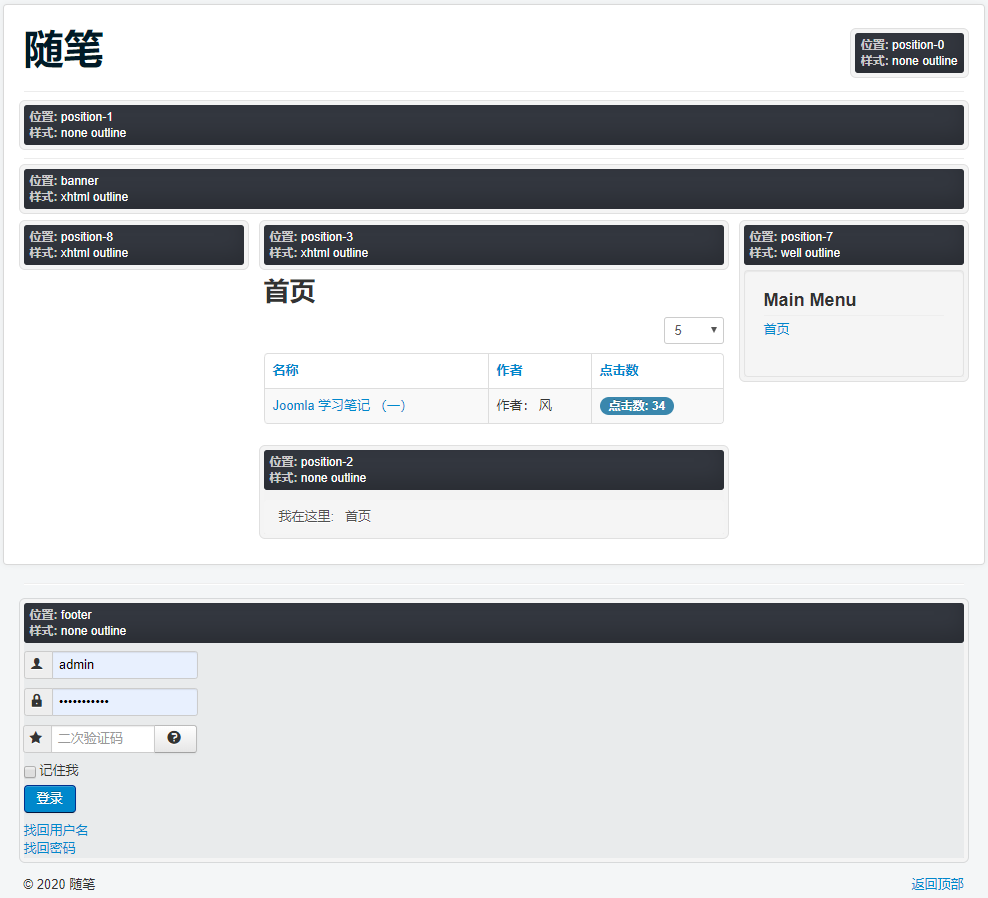 随笔
位置: position-0
样式: none outline
位置: position-1
样式: none outline
位置: banner
样式: xhtml outline
位置: position-8
样式: xhtml outline
位置: position-3
样式: xhtml outline
位置: position-7
样式: well outline
首页
Main Menu
首页
5
名称 作者 点击数
Joomla 学习笔记 （一） 作者： 风 点击数: 34
位置: position-2
样式: none outline
我在这里: 首页
位置: footer
样式: none outline
admin
•••••••••••
二次验证码
记住我
登录
找回用户名
找回密码
© 2020 随笔 返回顶部